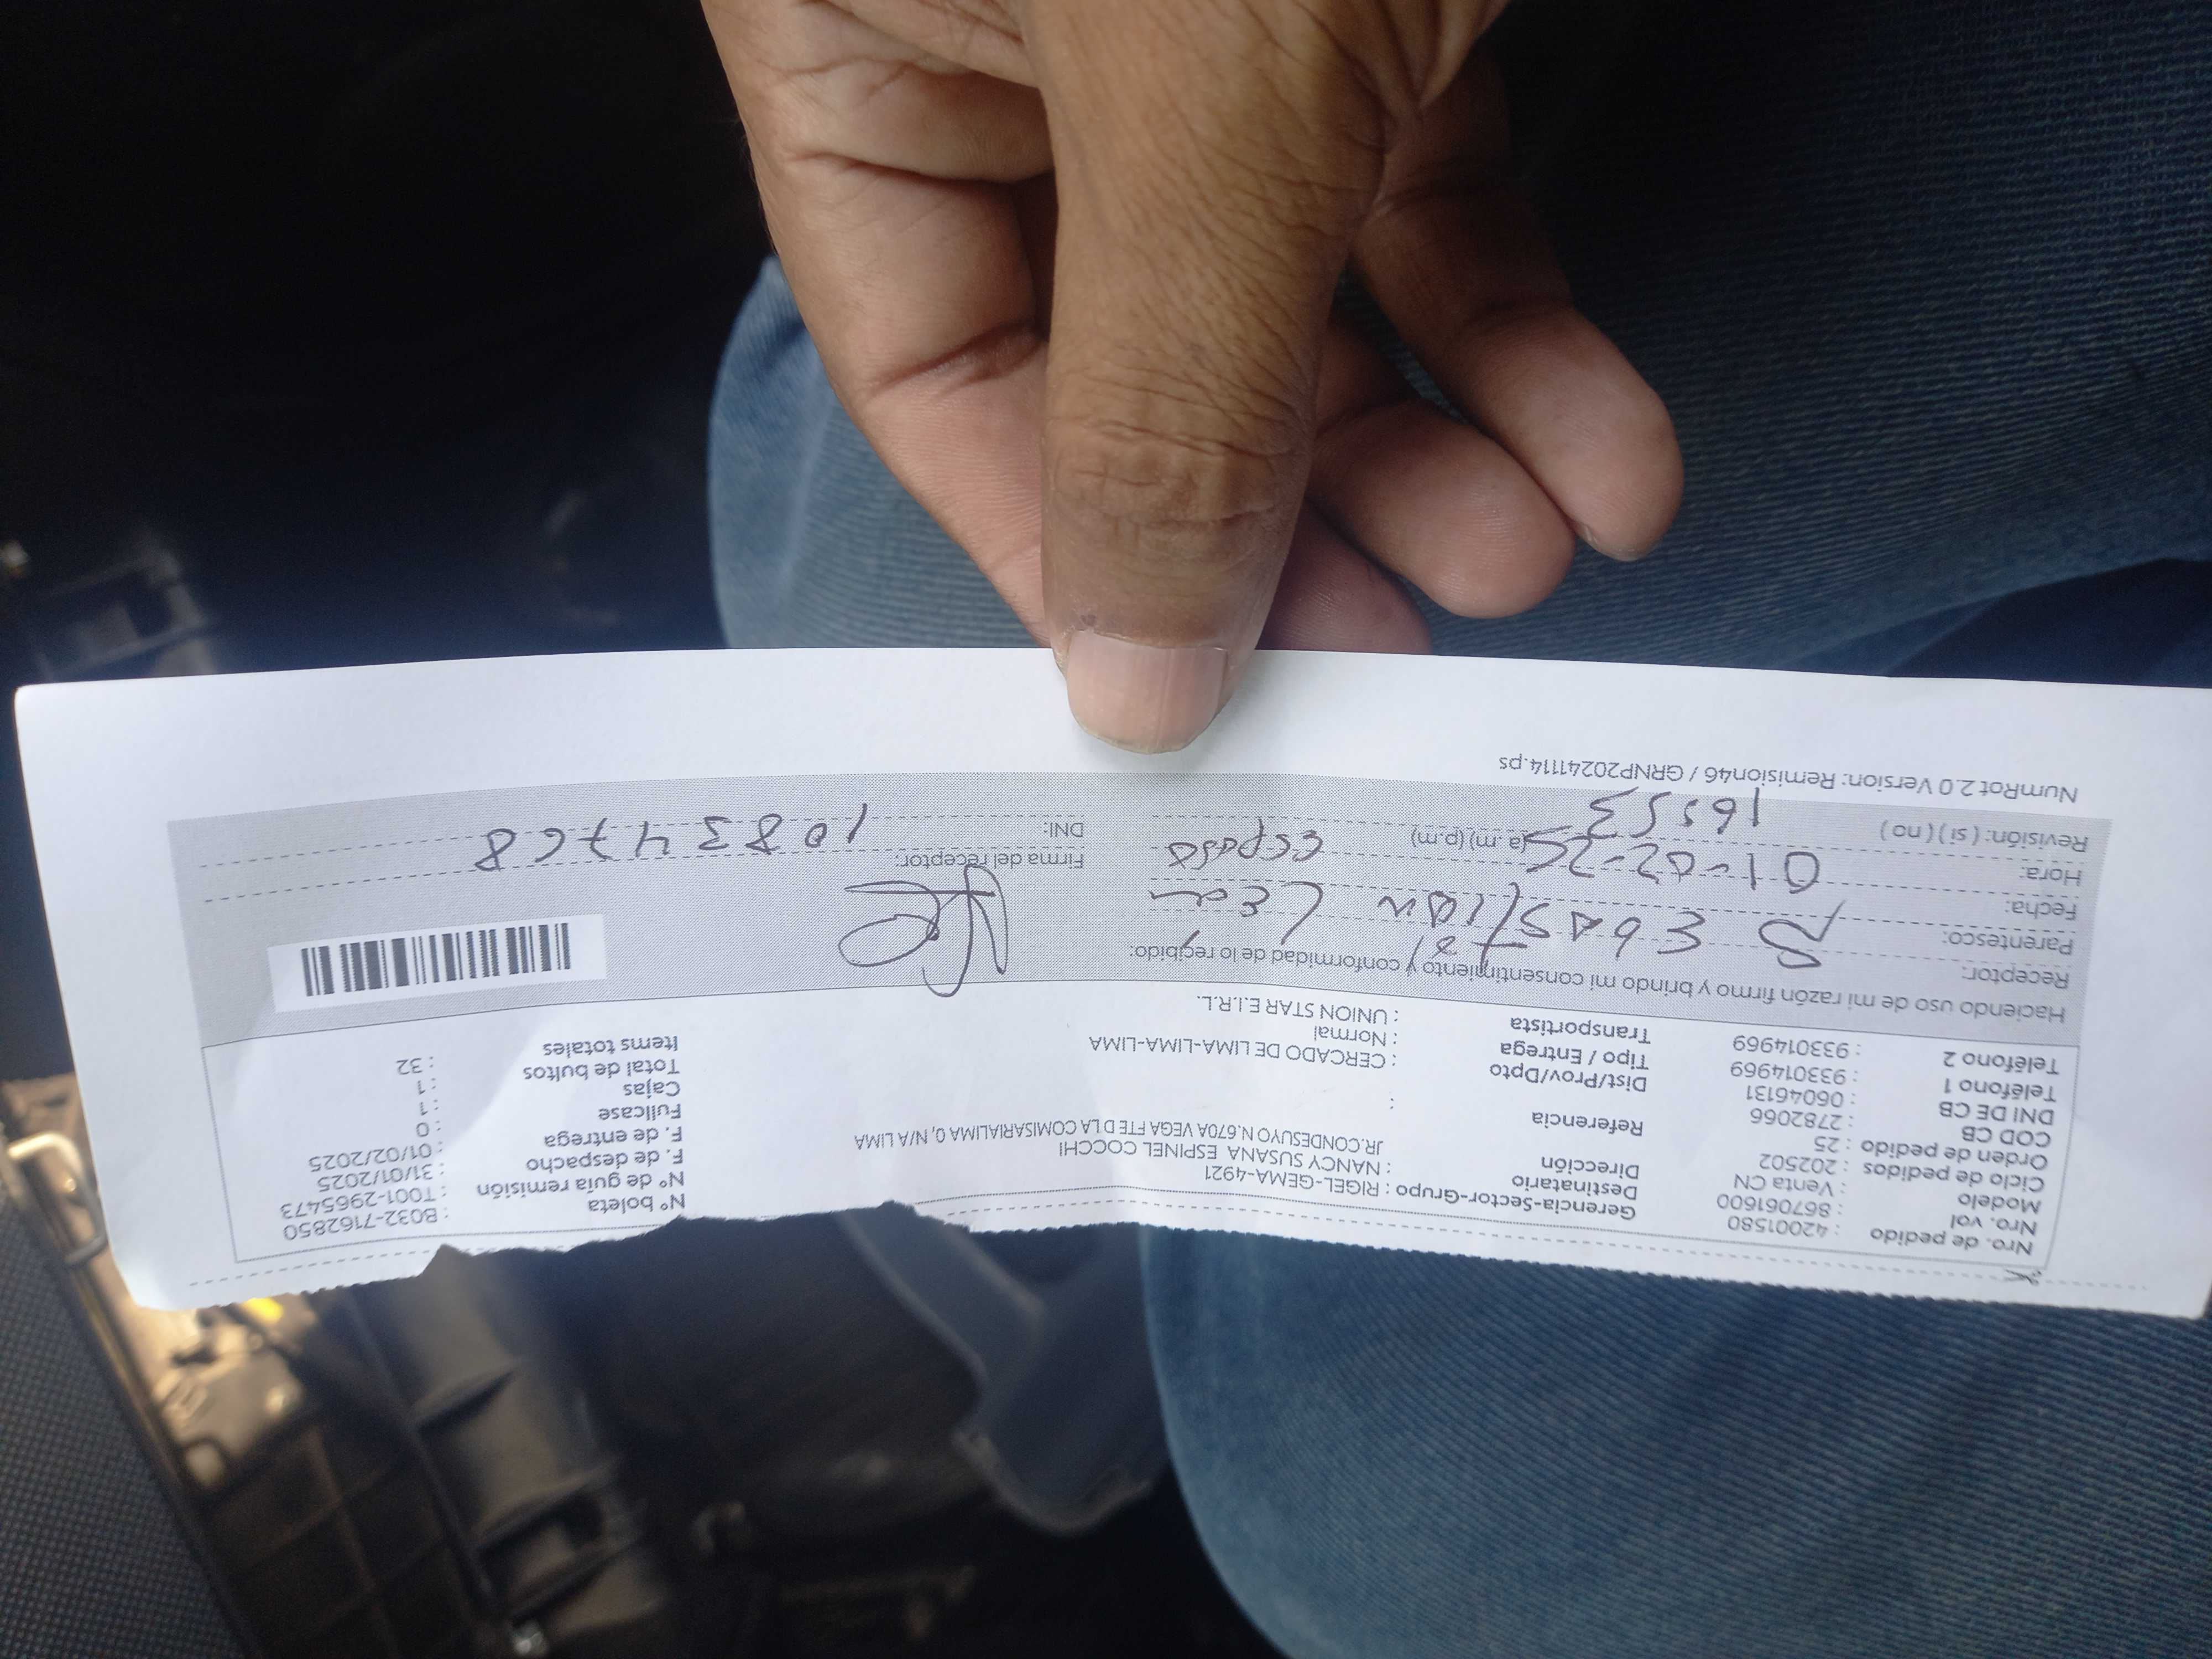 Nro. de pedido : 42001580
Nro. vol. : 867061600
Modelo : Venta CN
Ciclo de pedidos : 202502
Orden de pedido : 25
COD CB : 2782066
DNI DE CB : 06046131
Teléfono 1 : 933014969
Teléfono 2 : 933014969
Gerencia-Sector-Grupo : RIGEL-GEMA-4921
Destinatario : NANCY SUSANA ESPINEL COCCHI
Dirección JR.CONDESUYO N.670A VEGA FTE D LA COMISARIALIMA 0, N/A LIMA
Referencia :
Dist/Prov/Dpto : CERCADO DE LIMA-LIMA-LIMA
Tipo / Entrega : Normal
Transportista : UNION STAR E.I.R.L.
N° boleta : B032-7162850
N° de guía remisión : T001-2965473
F. de despacho : 31/01/2025
F. de entrega : 01/02/2025
Fullcase : 0
Cajas : 1
Total de bultos : 1
Items totales : 32
Haciendo uso de mi razón firmo y brindo mi consentimiento y conformidad de lo recibido:
Receptor:
Parentesco: Sebastian León
Fecha:
Hora: 01-02-25 (a.m) (p.m) esposo
Revisión: ( si ) ( no ) 16553
Firma del receptor:
DNI: 10834768
NumRot 2.0 Version: Remision46 / GRNP20241114.ps